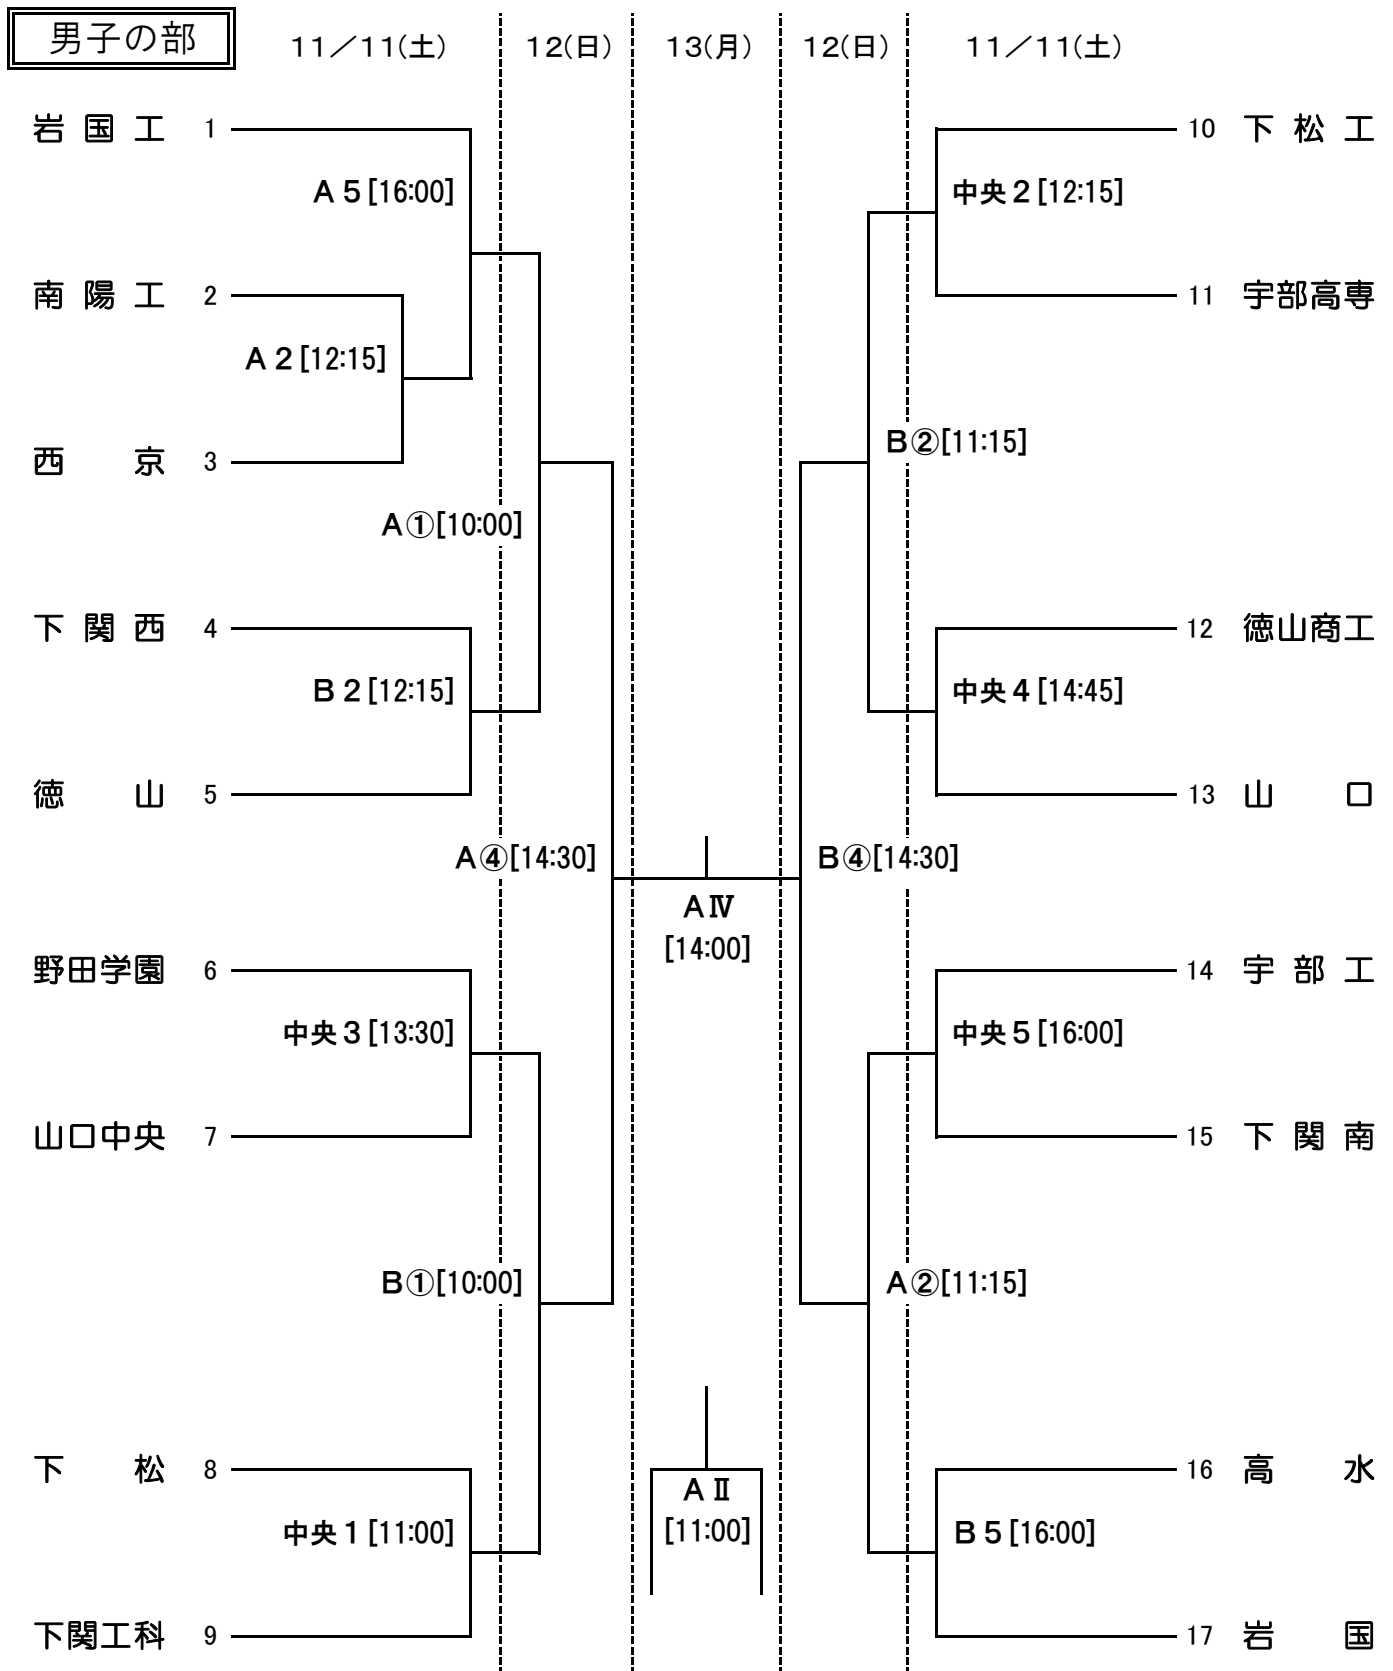 男子の部
11／11(土) 12(日) 13(月) 12(日) 11／11(土)
岩国工 1 10 下松工
A5[16:00] 中央2[12:15]
南陽工 2 11 宇部高専
A2[12:15]
西京 3 B②[11:15]
A①[10:00]
下関西 4 12 徳山商工
B2[12:15] 中央4[14:45]
徳山 5 13 山口
A④[14:30] B④[14:30]
AⅣ
[14:00]
野田学園 6 14 宇部工
中央3[13:30] 中央5[16:00]
山口中央 7 15 下関南
B①[10:00] A②[11:15]
下松 8 16 高水
AⅡ
中央1[11:00] [11:00] B5[16:00]
下関工科 9 17 岩国